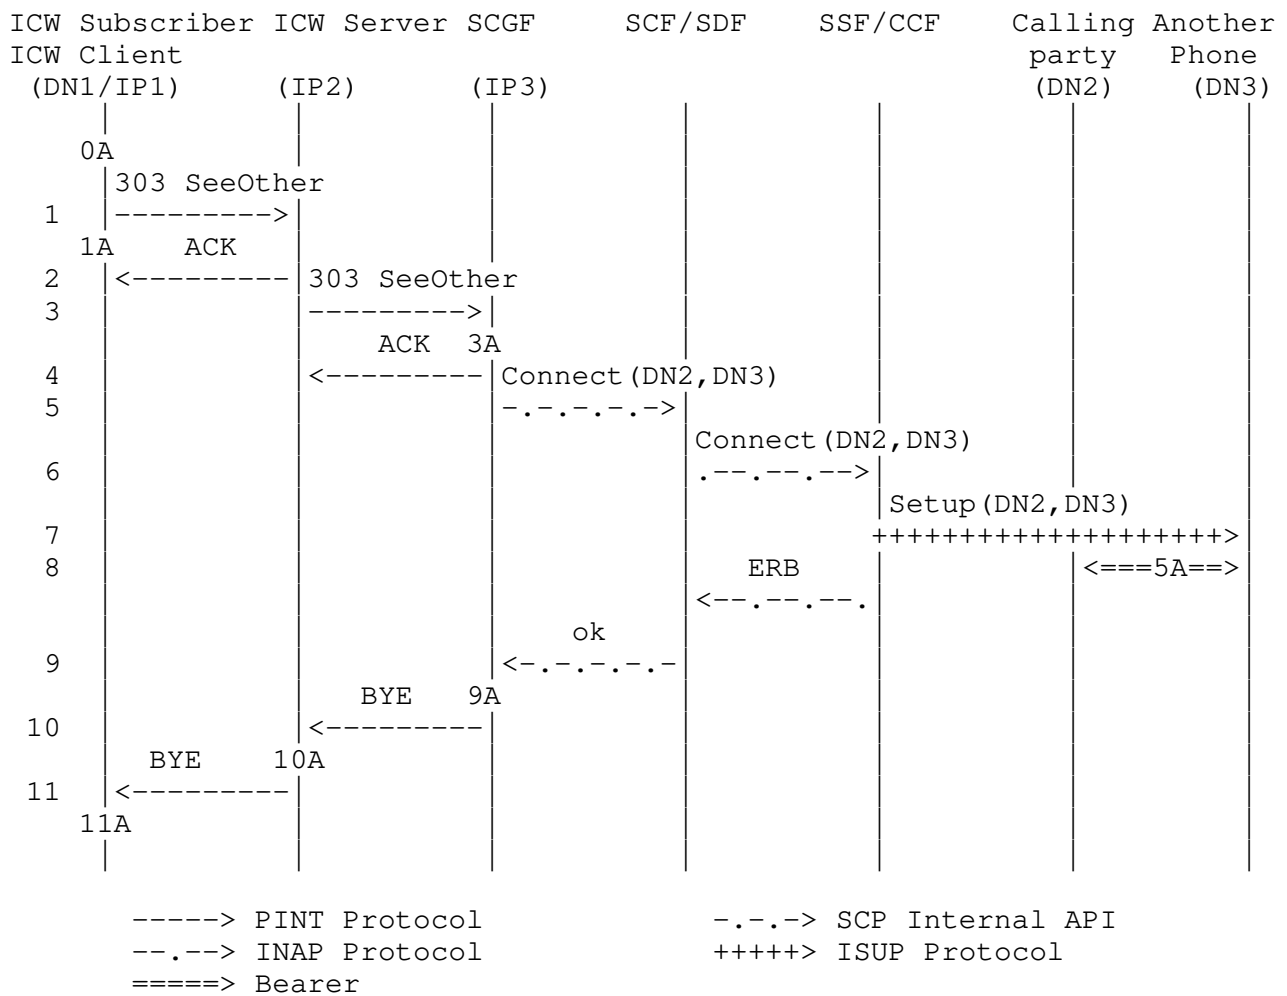 ICW Subscriber ICW Server SCGF SCF/SDF SSF/CCF Calling Another
ICW Client party Phone
(DN1/IP1) (IP2) (IP3) (DN2) (DN3)
0A
303 SeeOther
1 --------->
1A ACK
2 <--------- 303 SeeOther
3 --------->
ACK 3A
4 <--------- Connect(DN2,DN3)
5 -.-.-.-.->
Connect(DN2,DN3)
6 .--.--.-->
Setup(DN2,DN3)
7 ++++++++++++++++++++>
8 ERB <===5A==>
<--.--.--.
ok
9 <-.-.-.-.-
BYE 9A
10 <---------
BYE 10A
11 <---------
11A
-----> PINT Protocol -.-.-> SCP Internal API
--.--> INAP Protocol +++++> ISUP Protocol
=====> Bearer